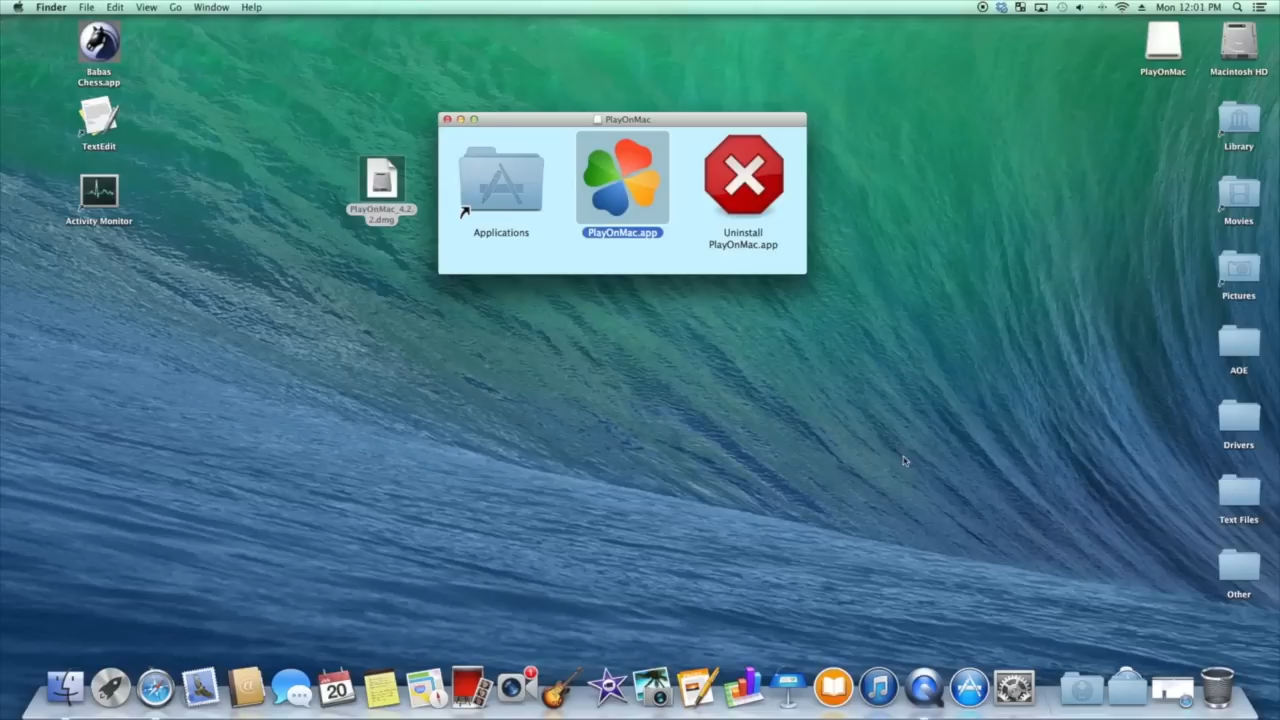 Finder File Edit View Go Window Help
Mon 12:01 PM
Babas
Chess.app
TextEdit
Activity Monitor
PlayOnMac_4.2.
2.dmg
PlayOnMac
Applications
PlayOnMac.app
Uninstall
PlayOnMac.app
PlayOnMac
Macintosh HD
Library
Movies
Pictures
AOE
Drivers
Text Files
Other
20
1